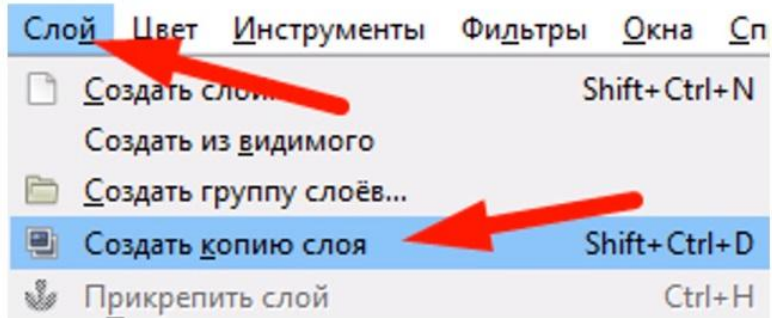 Слой Цвет Инструменты Фильтры Окна Сп
Создать слой... Shift+Ctrl+N
Создать из видимого
Создать группу слоёв...
Создать копию слоя Shift+Ctrl+D
Прикрепить слой Ctrl+H